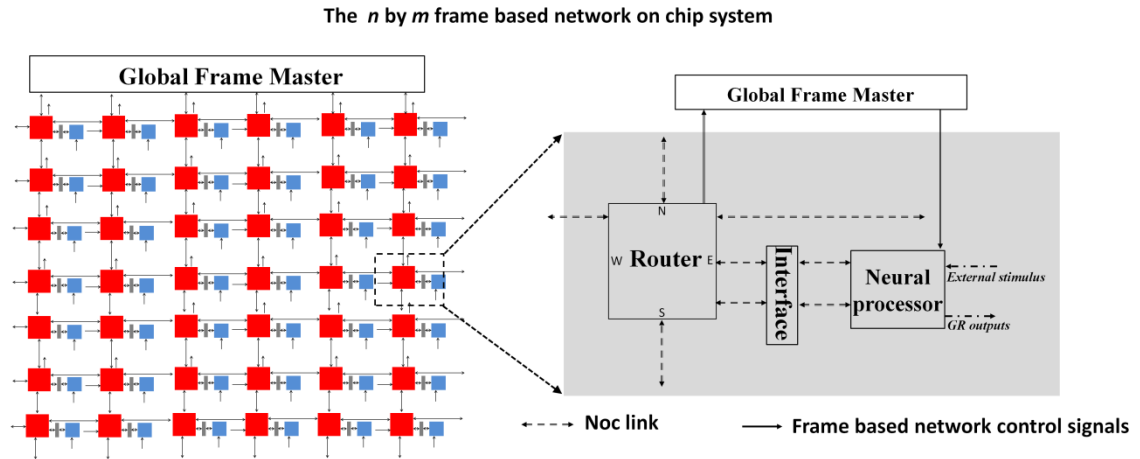 The n by m frame based network on chip system
Global Frame Master
Global Frame Master
N
Router
W
E
S
Interface
Neural
processor
External stimulus
GR outputs
Noc link
Frame based network control signals